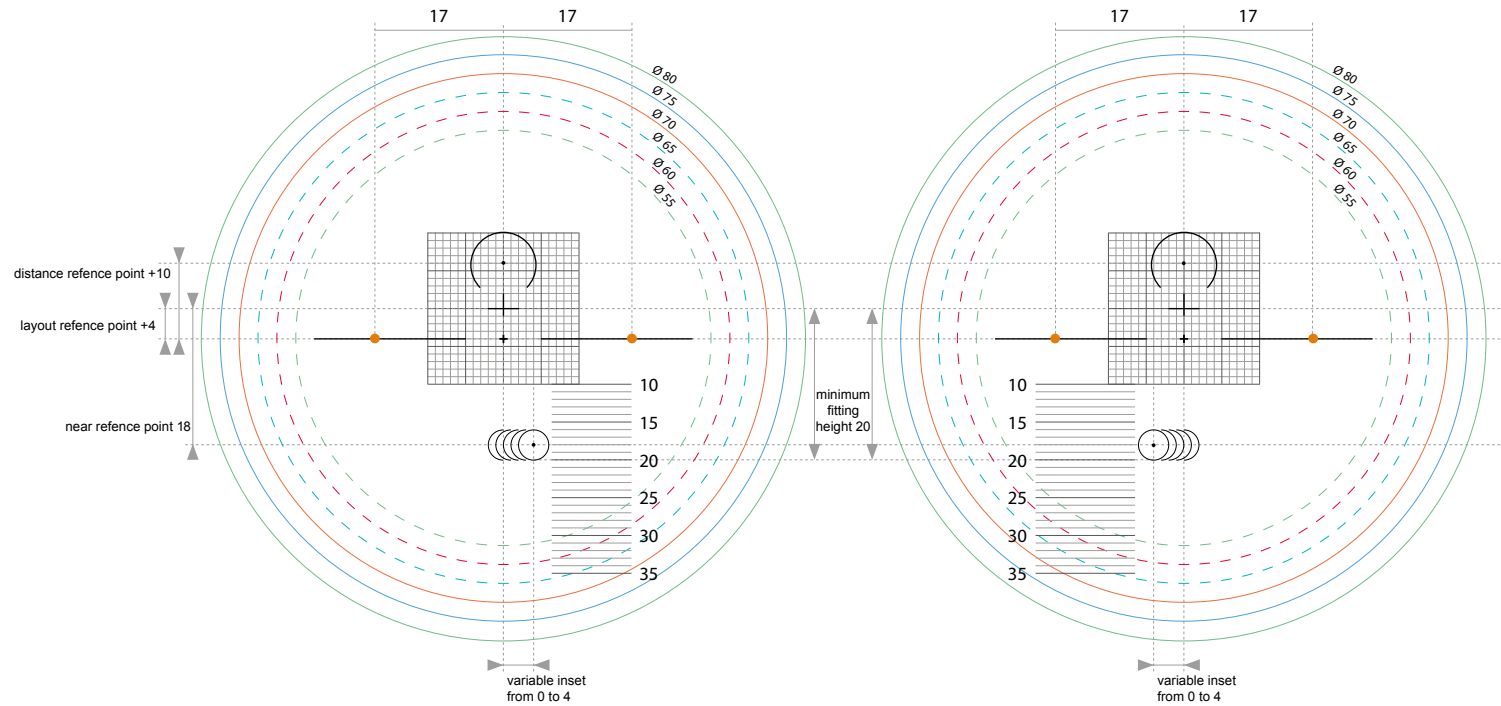 17 17 17 17
Ø 80 Ø 80
Ø 75 Ø 75
Ø 70 Ø 70
Ø 65 Ø 65
Ø 60 Ø 60
Ø 55 Ø 55
distance refence point +10
layout refence point +4
near refence point 18
10 10
15 15
20 20
25 25
30 30
35 35
minimum
fitting
height 20
variable inset
from 0 to 4
variable inset
from 0 to 4